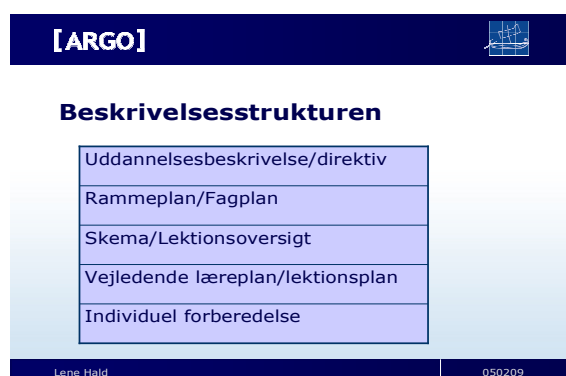 [ARGO]
Beskrivelsesstrukturen
Uddannelsesbeskrivelse/direktiv
Rammeplan/Fagplan
Skema/Lektionsoversigt
Vejledende læreplan/lektionsplan
Individuel forberedelse
Lene Hald
050209